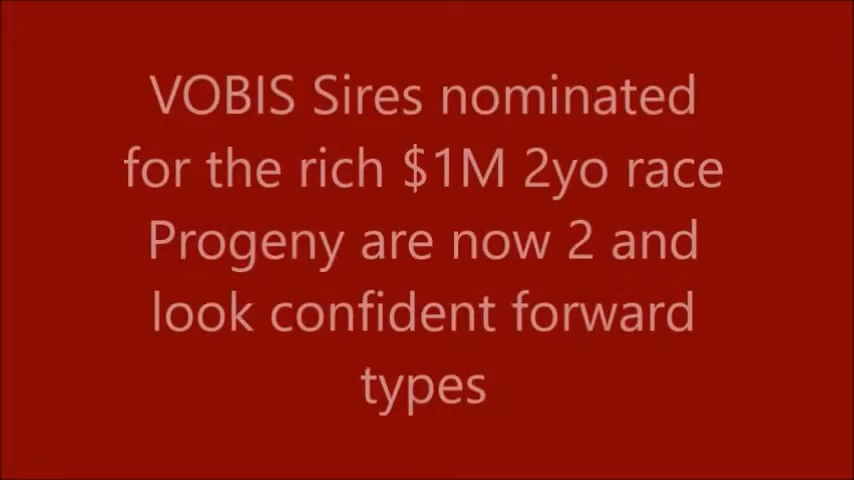 VOBIS Sires nominated
for the rich $1M 2yo race
Progeny are now 2 and
look confident forward
types